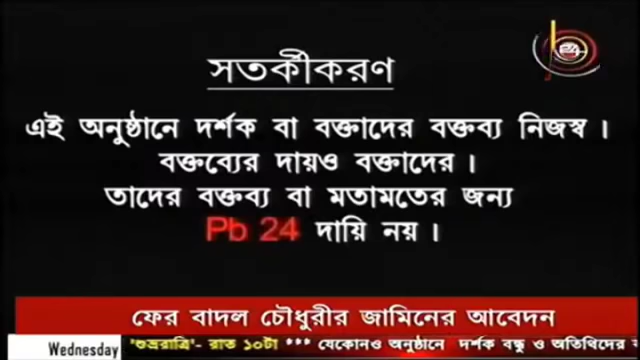 সতর্কীকরণ
এই অনুষ্ঠানে দর্শক বা বক্তাদের বক্তব্য নিজস্ব ।
বক্তব্যের দায়ও বক্তাদের ।
তাদের বক্তব্য বা মতামতের জন্য
Pb 24 দায়ি নয় ।
ফের বাদল চৌধুরীর জামিনের আবেদন
Wednesday 'শুভরাত্রি'- রাত ১০টা *** যেকোনও অনুষ্ঠানে দর্শক বন্ধু ও অতিথিদের